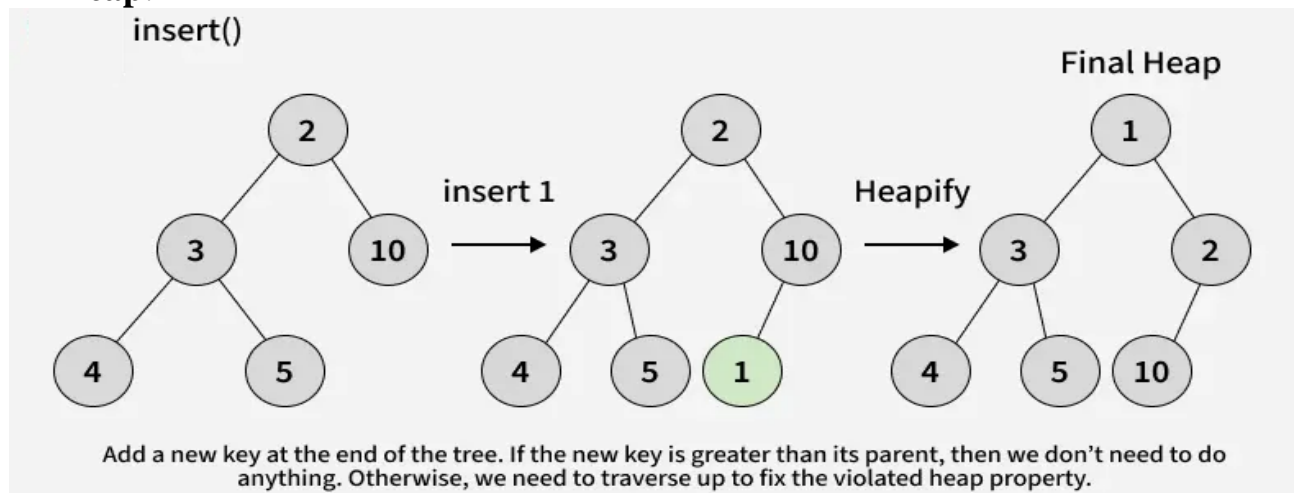 insert()
Final Heap
2
2
1
insert 1
Heapify
3
10
3
10
3
2
4
5
4
5
1
4
5
10
Add a new key at the end of the tree. If the new key is greater than its parent, then we don’t need to do
anything. Otherwise, we need to traverse up to fix the violated heap property.